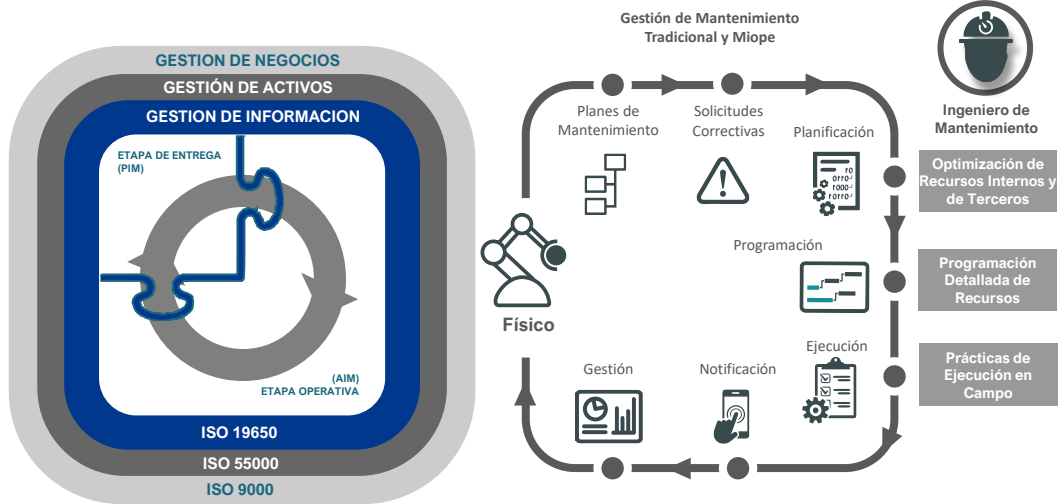 GESTION DE NEGOCIOS
GESTIÓN DE ACTIVOS
GESTION DE INFORMACION
ETAPA DE ENTREGA
(PIM)
(AIM)
ETAPA OPERATIVA
ISO 19650
ISO 55000
ISO 9000
Gestión de Mantenimiento
Tradicional y Miope
Planes de
Mantenimiento
Solicitudes
Correctivas
Planificación
Programación
Ejecución
Notificación
Gestión
Físico
Ingeniero de
Mantenimiento
Optimización de
Recursos Internos y
de Terceros
Programación
Detallada de
Recursos
Prácticas de
Ejecución en
Campo